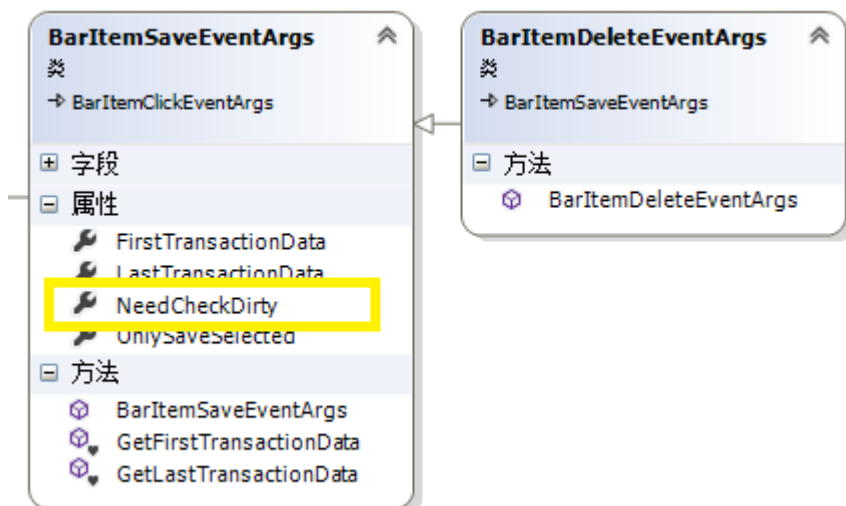 BarItemSaveEventArgs
类
BarItemClickEventArgs
字段
属性
FirstTransactionData
LastTransactionData
NeedCheckDirty
OnlySaveSelected
方法
BarItemSaveEventArgs
GetFirstTransactionData
GetLastTransactionData
BarItemDeleteEventArgs
类
BarItemSaveEventArgs
方法
BarItemDeleteEventArgs